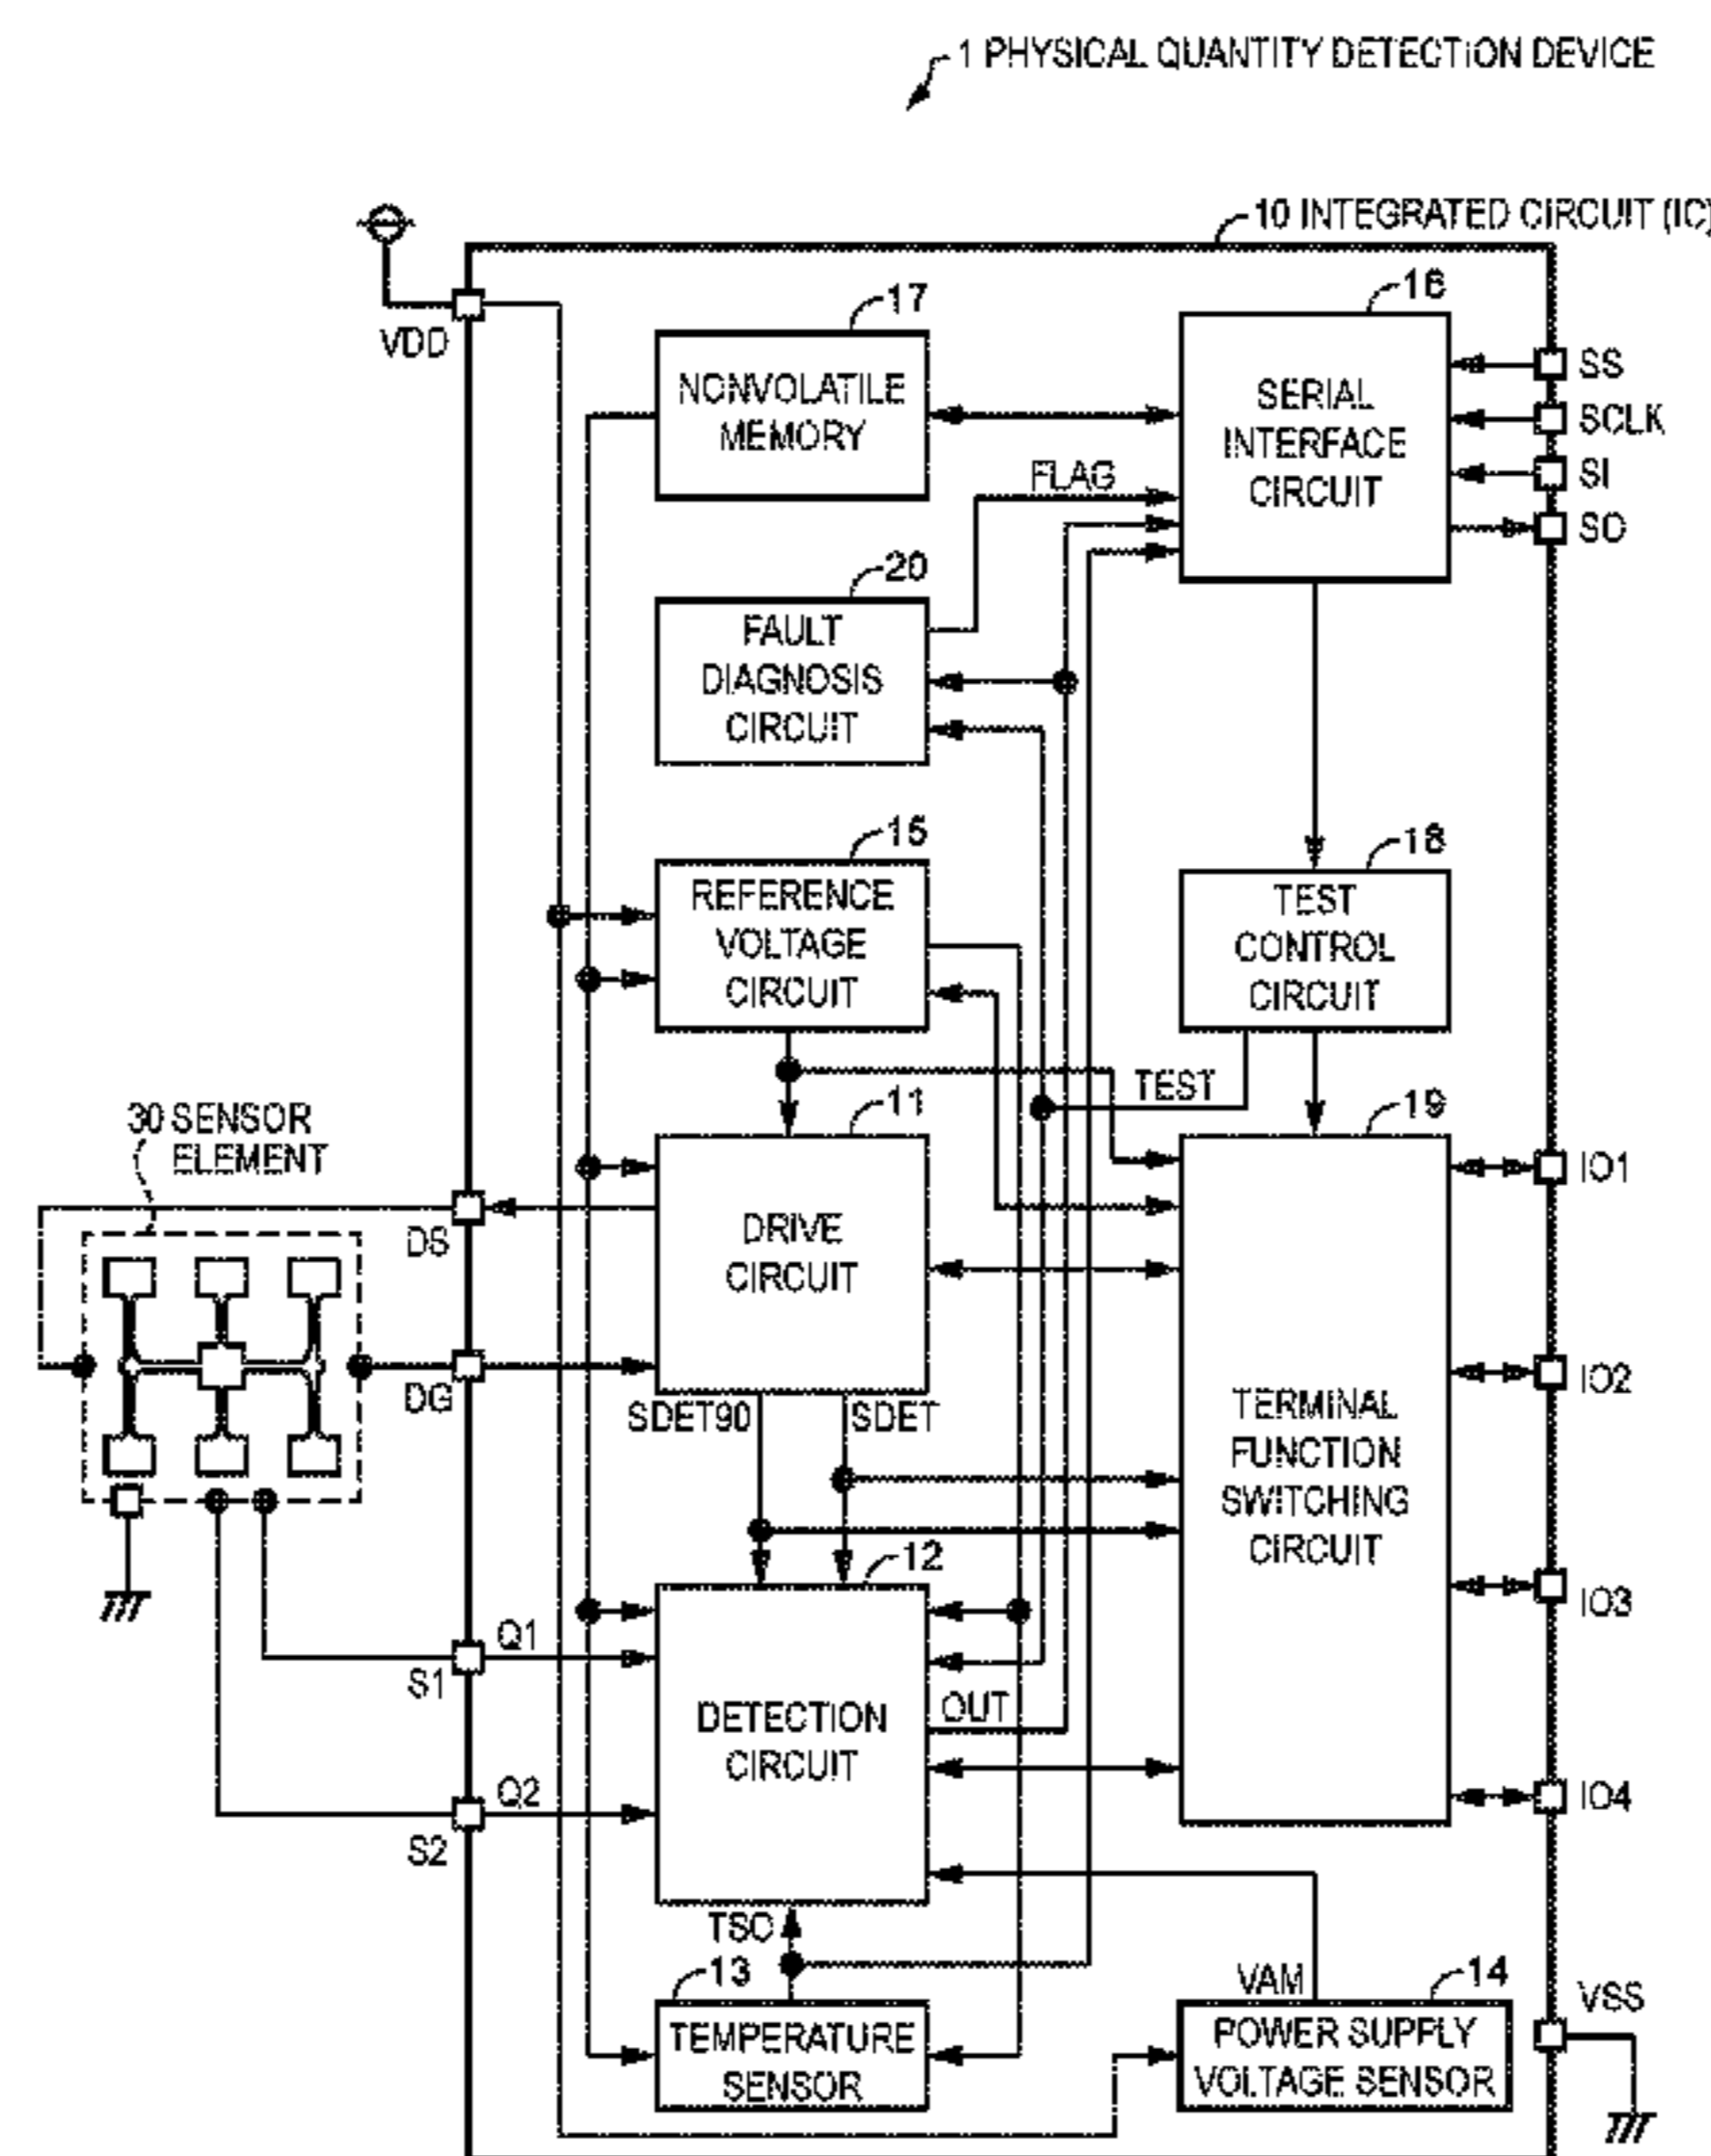 1 PHYSICAL QUANTITY DETECTION DEVICE
10 INTEGRATED CIRCUIT (IC)
VDD
17
NONVOLATILE
MEMORY
16
SERIAL
INTERFACE
CIRCUIT
SS
SCLK
SI
SO
FLAG
20
FAULT
DIAGNOSIS
CIRCUIT
15
REFERENCE
VOLTAGE
CIRCUIT
18
TEST
CONTROL
CIRCUIT
TEST
30 SENSOR
ELEMENT
11
DRIVE
CIRCUIT
19
TERMINAL
FUNCTION
SWITCHING
CIRCUIT
IO1
IO2
IO3
IO4
DS
DG
SDET90
SDET
12
DETECTION
CIRCUIT
Q1
S1
Q2
S2
OUT
TSO
13
TEMPERATURE
SENSOR
VAM
14
POWER SUPPLY
VOLTAGE SENSOR
VSS